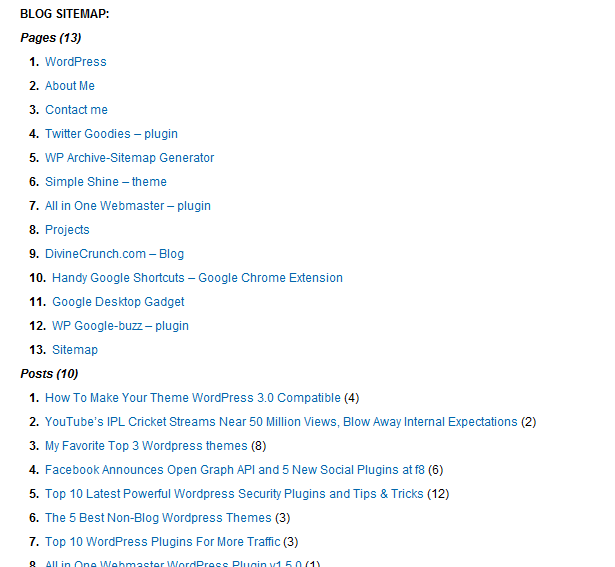 BLOG SITEMAP:
Pages (13)
1. WordPress
2. About Me
3. Contact me
4. Twitter Goodies – plugin
5. WP Archive-Sitemap Generator
6. Simple Shine – theme
7. All in One Webmaster – plugin
8. Projects
9. DivineCrunch.com – Blog
10. Handy Google Shortcuts – Google Chrome Extension
11. Google Desktop Gadget
12. WP Google-buzz – plugin
13. Sitemap
Posts (10)
1. How To Make Your Theme WordPress 3.0 Compatible (4)
2. YouTube's IPL Cricket Streams Near 50 Million Views, Blow Away Internal Expectations (2)
3. My Favorite Top 3 Wordpress themes (8)
4. Facebook Announces Open Graph API and 5 New Social Plugins at f8 (6)
5. Top 10 Latest Powerful Wordpress Security Plugins and Tips & Tricks (12)
6. The 5 Best Non-Blog Wordpress Themes (3)
7. Top 10 WordPress Plugins For More Traffic (3)
8. All in One Webmaster WordPress Plugin v1.5.0 (1)